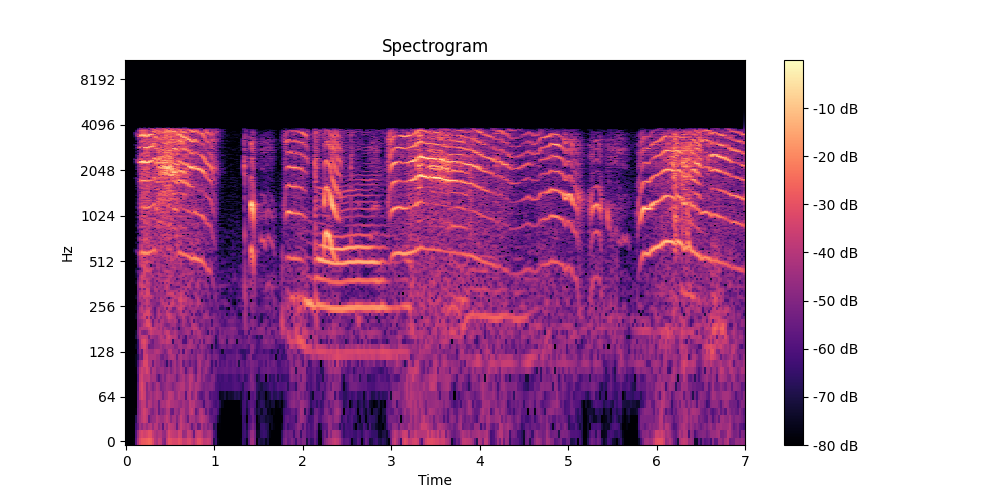 Spectrogram
8192
4096
2048
1024
512
256
128
64
0
Hz
0 1 2 3 4 5 6 7
Time
-10 dB
-20 dB
-30 dB
-40 dB
-50 dB
-60 dB
-70 dB
-80 dB